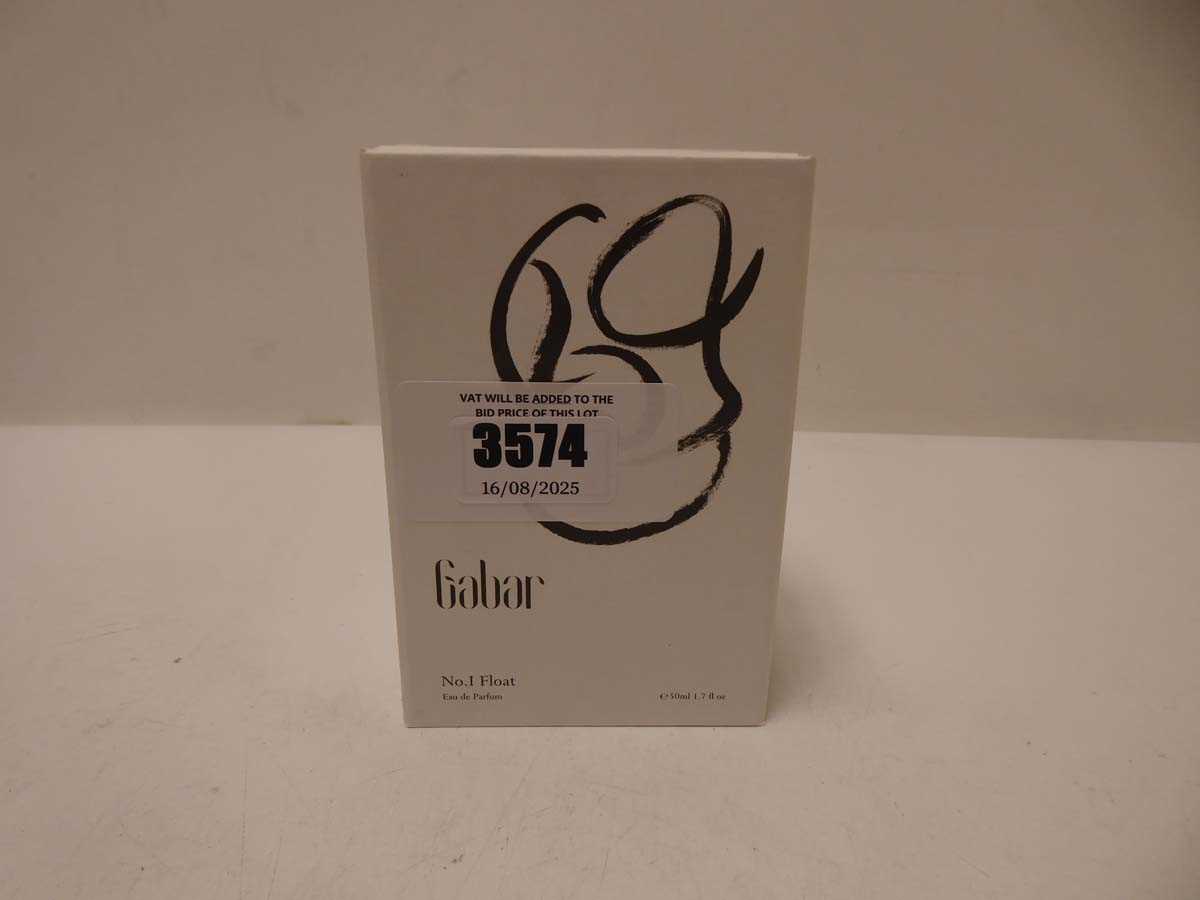 VAT WILL BE ADDED TO THE
BID PRICE OF THIS LOT
3574
16/08/2025
Gabar
No.I Float
Eau de Parfum
℮50ml 1.7 fl oz